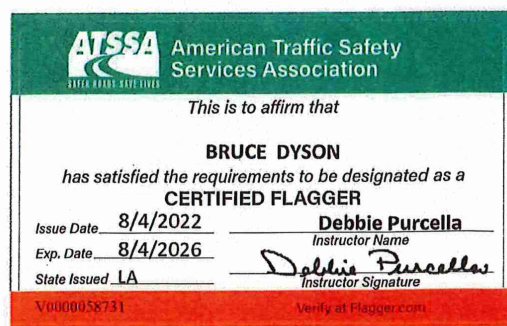 ATSSA
SAFER ROADS SAVE LIVES
American Traffic Safety
Services Association
This is to affirm that
BRUCE DYSON
has satisfied the requirements to be designated as a
CERTIFIED FLAGGER
Issue Date 8/4/2022
Debbie Purcella
Instructor Name
Exp. Date 8/4/2026
Debbie Purcella
State Issued LA
Instructor Signature
V0000058731
Verify at Flagger.com